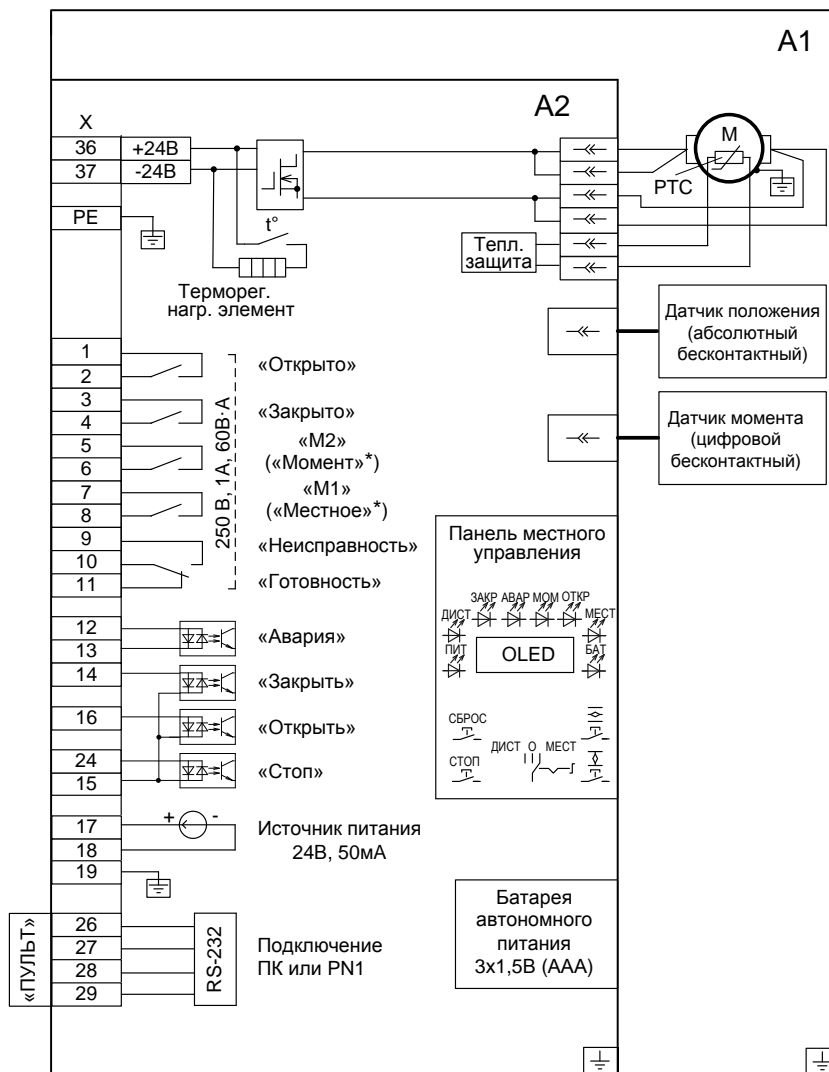 A1
A2
X
36
+24В
37
-24В
PE
t°
Терморег.
нагр. элемент
Тепл.
защита
M
PTC
Датчик положения
(абсолютный
бесконтактный)
Датчик момента
(цифровой
бесконтактный)
1
2
«Открыто»
3
4
«Закрыто»
5
6
«М2»
(«Момент»*)
7
8
«М1»
(«Местное»*)
9
10
11
«Неисправность»
«Готовность»
250 В, 1А, 60В·А
12
13
«Авария»
14
«Закрыть»
16
«Открыть»
24
15
«Стоп»
17
18
+ -
Источник питания
24В, 50мА
19
«ПУЛЬТ»
26
27
28
29
RS-232
Подключение
ПК или PN1
Панель местного
управления
ДИСТ ЗАКР АВАР МОМ ОТКР МЕСТ
ПИТ OLED БАТ
СБРОС
СТОП
ДИСТ О МЕСТ
Батарея
автономного
питания
3х1,5В (ААА)